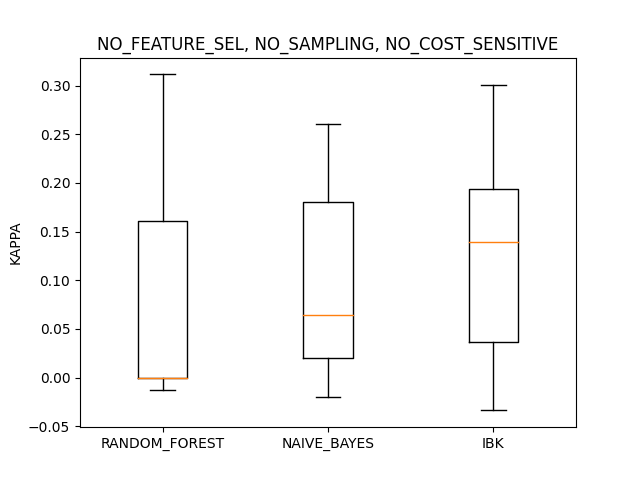 NO_FEATURE_SEL, NO_SAMPLING, NO_COST_SENSITIVE
KAPPA
0.30
0.25
0.20
0.15
0.10
0.05
0.00
−0.05
RANDOM_FOREST NAIVE_BAYES IBK